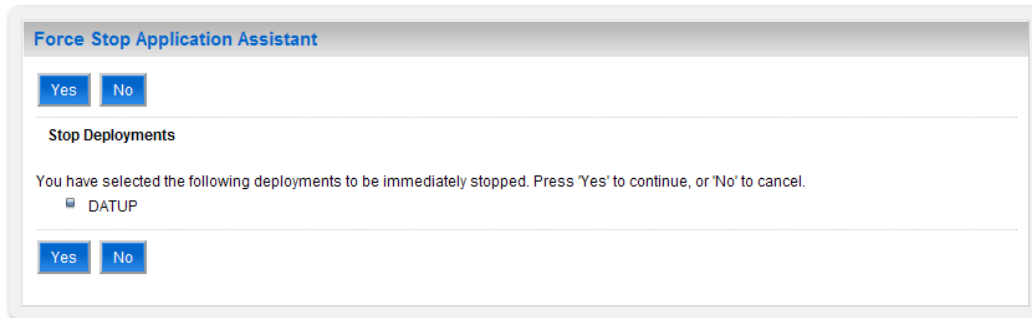 Force Stop Application Assistant
Yes No
Stop Deployments
You have selected the following deployments to be immediately stopped. Press 'Yes' to continue, or 'No' to cancel.
DATUP
Yes No